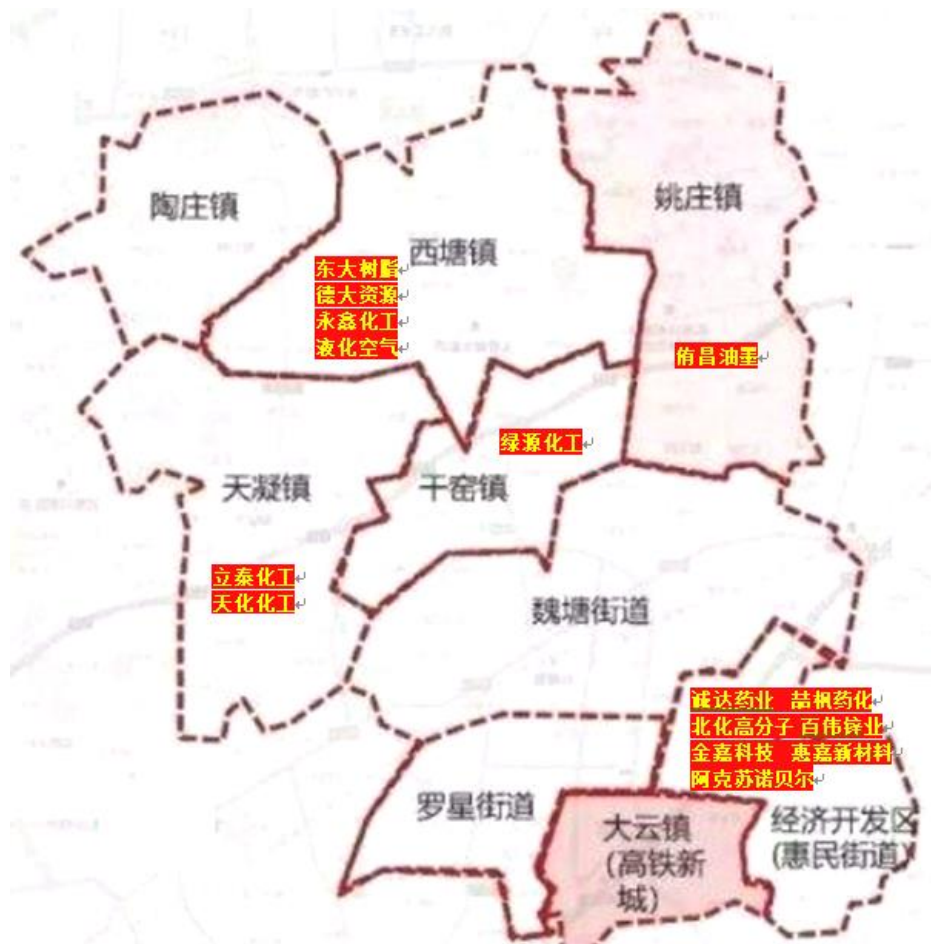 陶庄镇
姚庄镇
西塘镇
东大树脂
德大资源
永鑫化工
液化空气
侑昌油墨
绿源化工
天凝镇
干窑镇
立泰化工
天化化工
魏塘街道
诚达药业 喆枫药化
北化高分子 百伟锌业
金嘉科技 惠嘉新材料
阿克苏诺贝尔
罗星街道
大云镇
(高铁新
城)
经济开发区
(惠民街道)